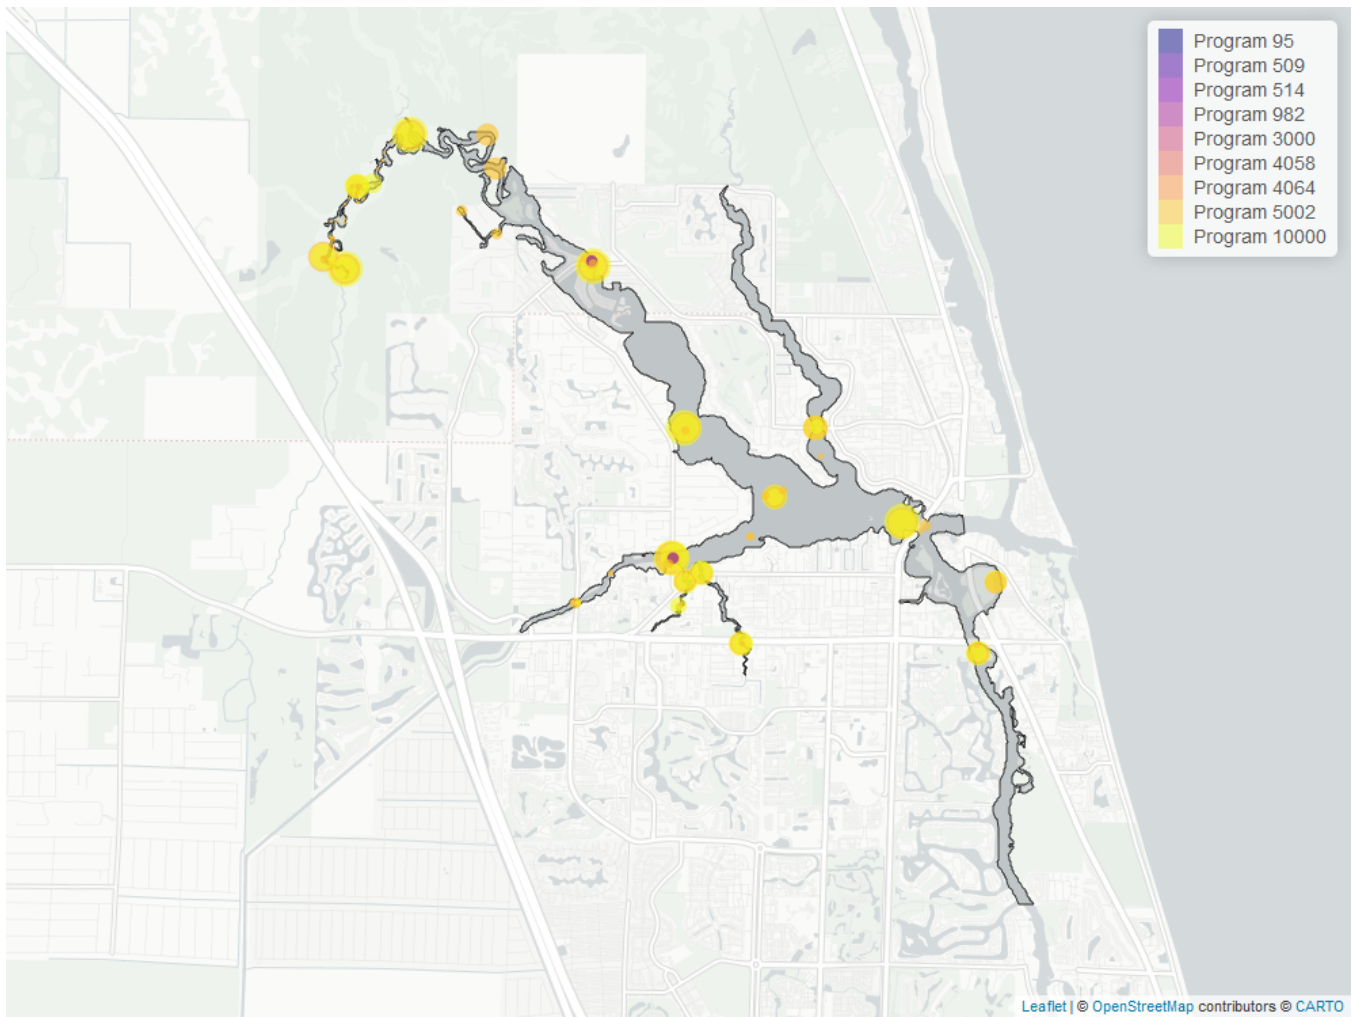 Program 95
Program 509
Program 514
Program 982
Program 3000
Program 4058
Program 4064
Program 5002
Program 10000
Leaflet | © OpenStreetMap contributors © CARTO